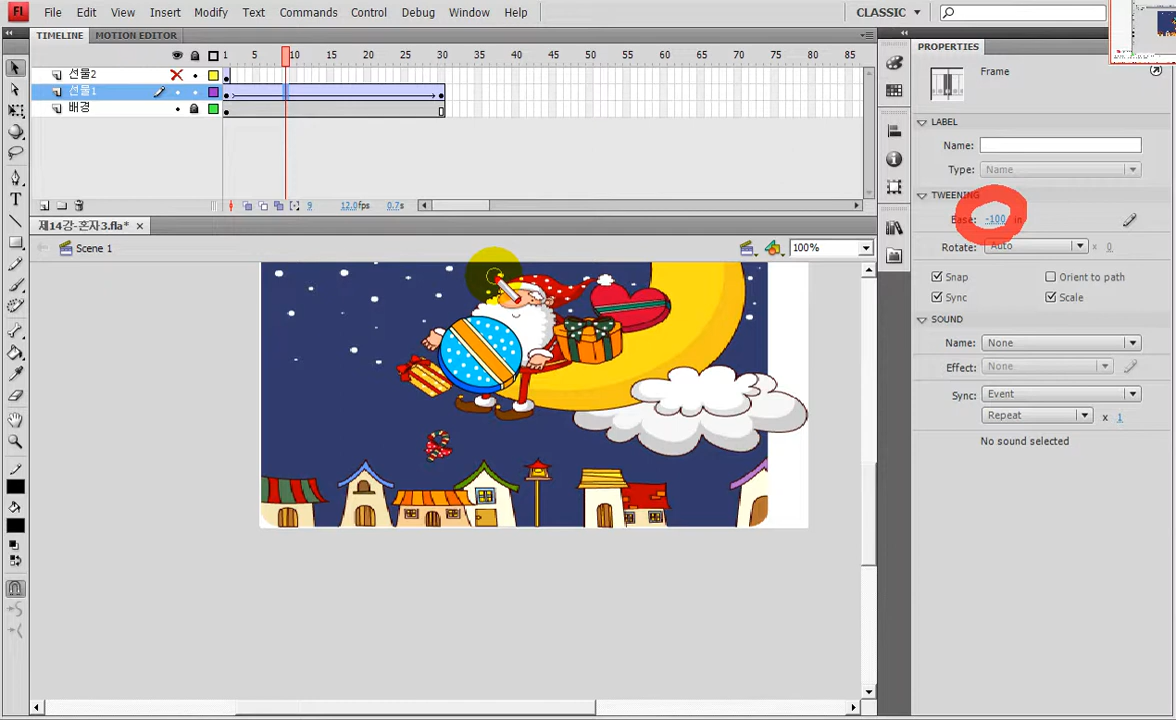 Fl File Edit View Insert Modify Text Commands Control Debug Window Help CLASSIC
TIMELINE MOTION EDITOR
1 5 10 15 20 25 30 35 40 45 50 55 60 65 70 75 80 85
선물2
선물1
배경
9 12.0fps 0.7s
제14강-혼자3.fla* ×
Scene 1 100%
PROPERTIES
Frame
LABEL
Name:
Type: Name
TWEENING
Ease: -100 in
Rotate: Auto x 0
Snap Orient to path
Sync Scale
SOUND
Name: None
Effect: None
Sync: Event
Repeat x 1
No sound selected